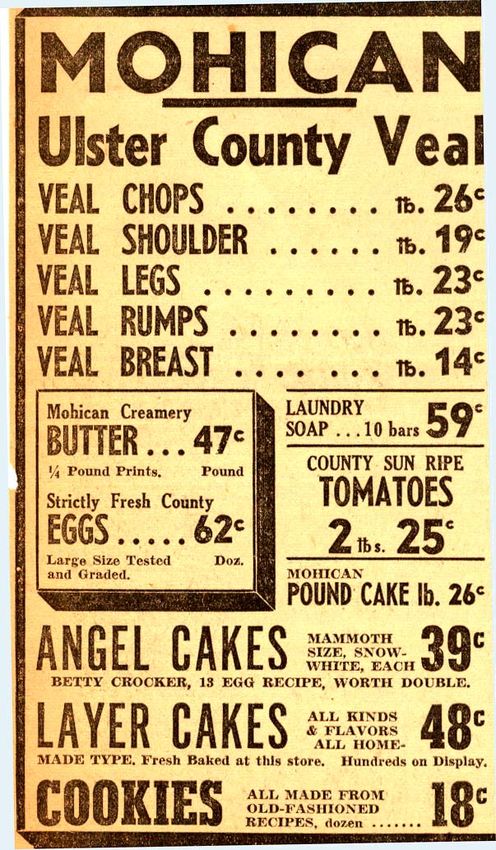 MOHICAN
Ulster County Veal
VEAL CHOPS ........ lb. 26c
VEAL SHOULDER ...... lb. 19c
VEAL LEGS ......... lb. 23c
VEAL RUMPS ........ lb. 23c
VEAL BREAST .... ... lb. 14c
Mohican Creamery
BUTTER ... 47c
¼ Pound Prints. Pound
Strictly Fresh County
EGGS ..... 62c
Large Size Tested Doz.
and Graded.
LAUNDRY
SOAP ...10 bars 59c
COUNTY SUN RIPE
TOMATOES
2 lbs. 25c
MOHICAN
POUND CAKE lb. 26c
ANGEL CAKES MAMMOTH
SIZE, SNOW-
WHITE, EACH 39c
BETTY CROCKER, 13 EGG RECIPE, WORTH DOUBLE.
LAYER CAKES ALL KINDS
& FLAVORS
ALL HOME- 48c
MADE TYPE. Fresh Baked at this store. Hundreds on Display.
COOKIES ALL MADE FROM
OLD-FASHIONED
RECIPES, dozen ....... 18c